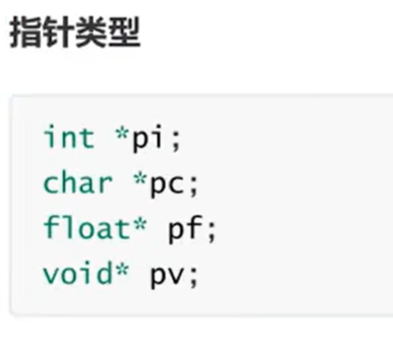 指针类型
int *pi;
char *pc;
float* pf;
void* pv;